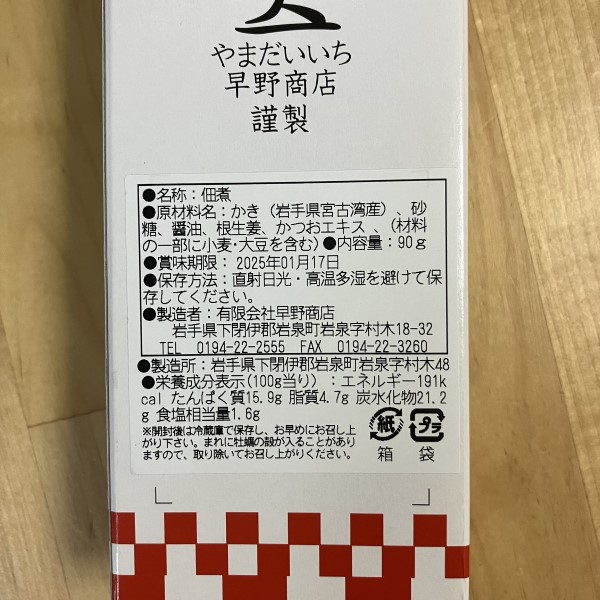 やまだいいち
早野商店
謹製
●名称：佃煮
●原材料名：かき（岩手県宮古湾産）、砂
糖、醤油、根生姜、かつおエキス 、（材料
の一部に小麦・大豆を含む）●内容量：90ｇ
●賞味期限： 2025年01月17日
●保存方法：直射日光・高温多湿を避けて保
存してください。
●製造者：有限会社早野商店
岩手県下閉伊郡岩泉町岩泉字村木18-32
TEL 0194-22-2555 FAX 0194-22-3260
●製造所：岩手県下閉伊郡岩泉町岩泉字村木48
●栄養成分表示(100g当り)：エネルギー191k
cal たんぱく質15.9g 脂質4.7g 炭水化物21.2
g 食塩相当量1.6g
※開封後は冷蔵庫で保存し、お早めにお召し上
がり下さい。まれに牡蠣の殻が入ることがあり
ますので、取り除いてお召し上がりください。
紙 プラ
箱 袋